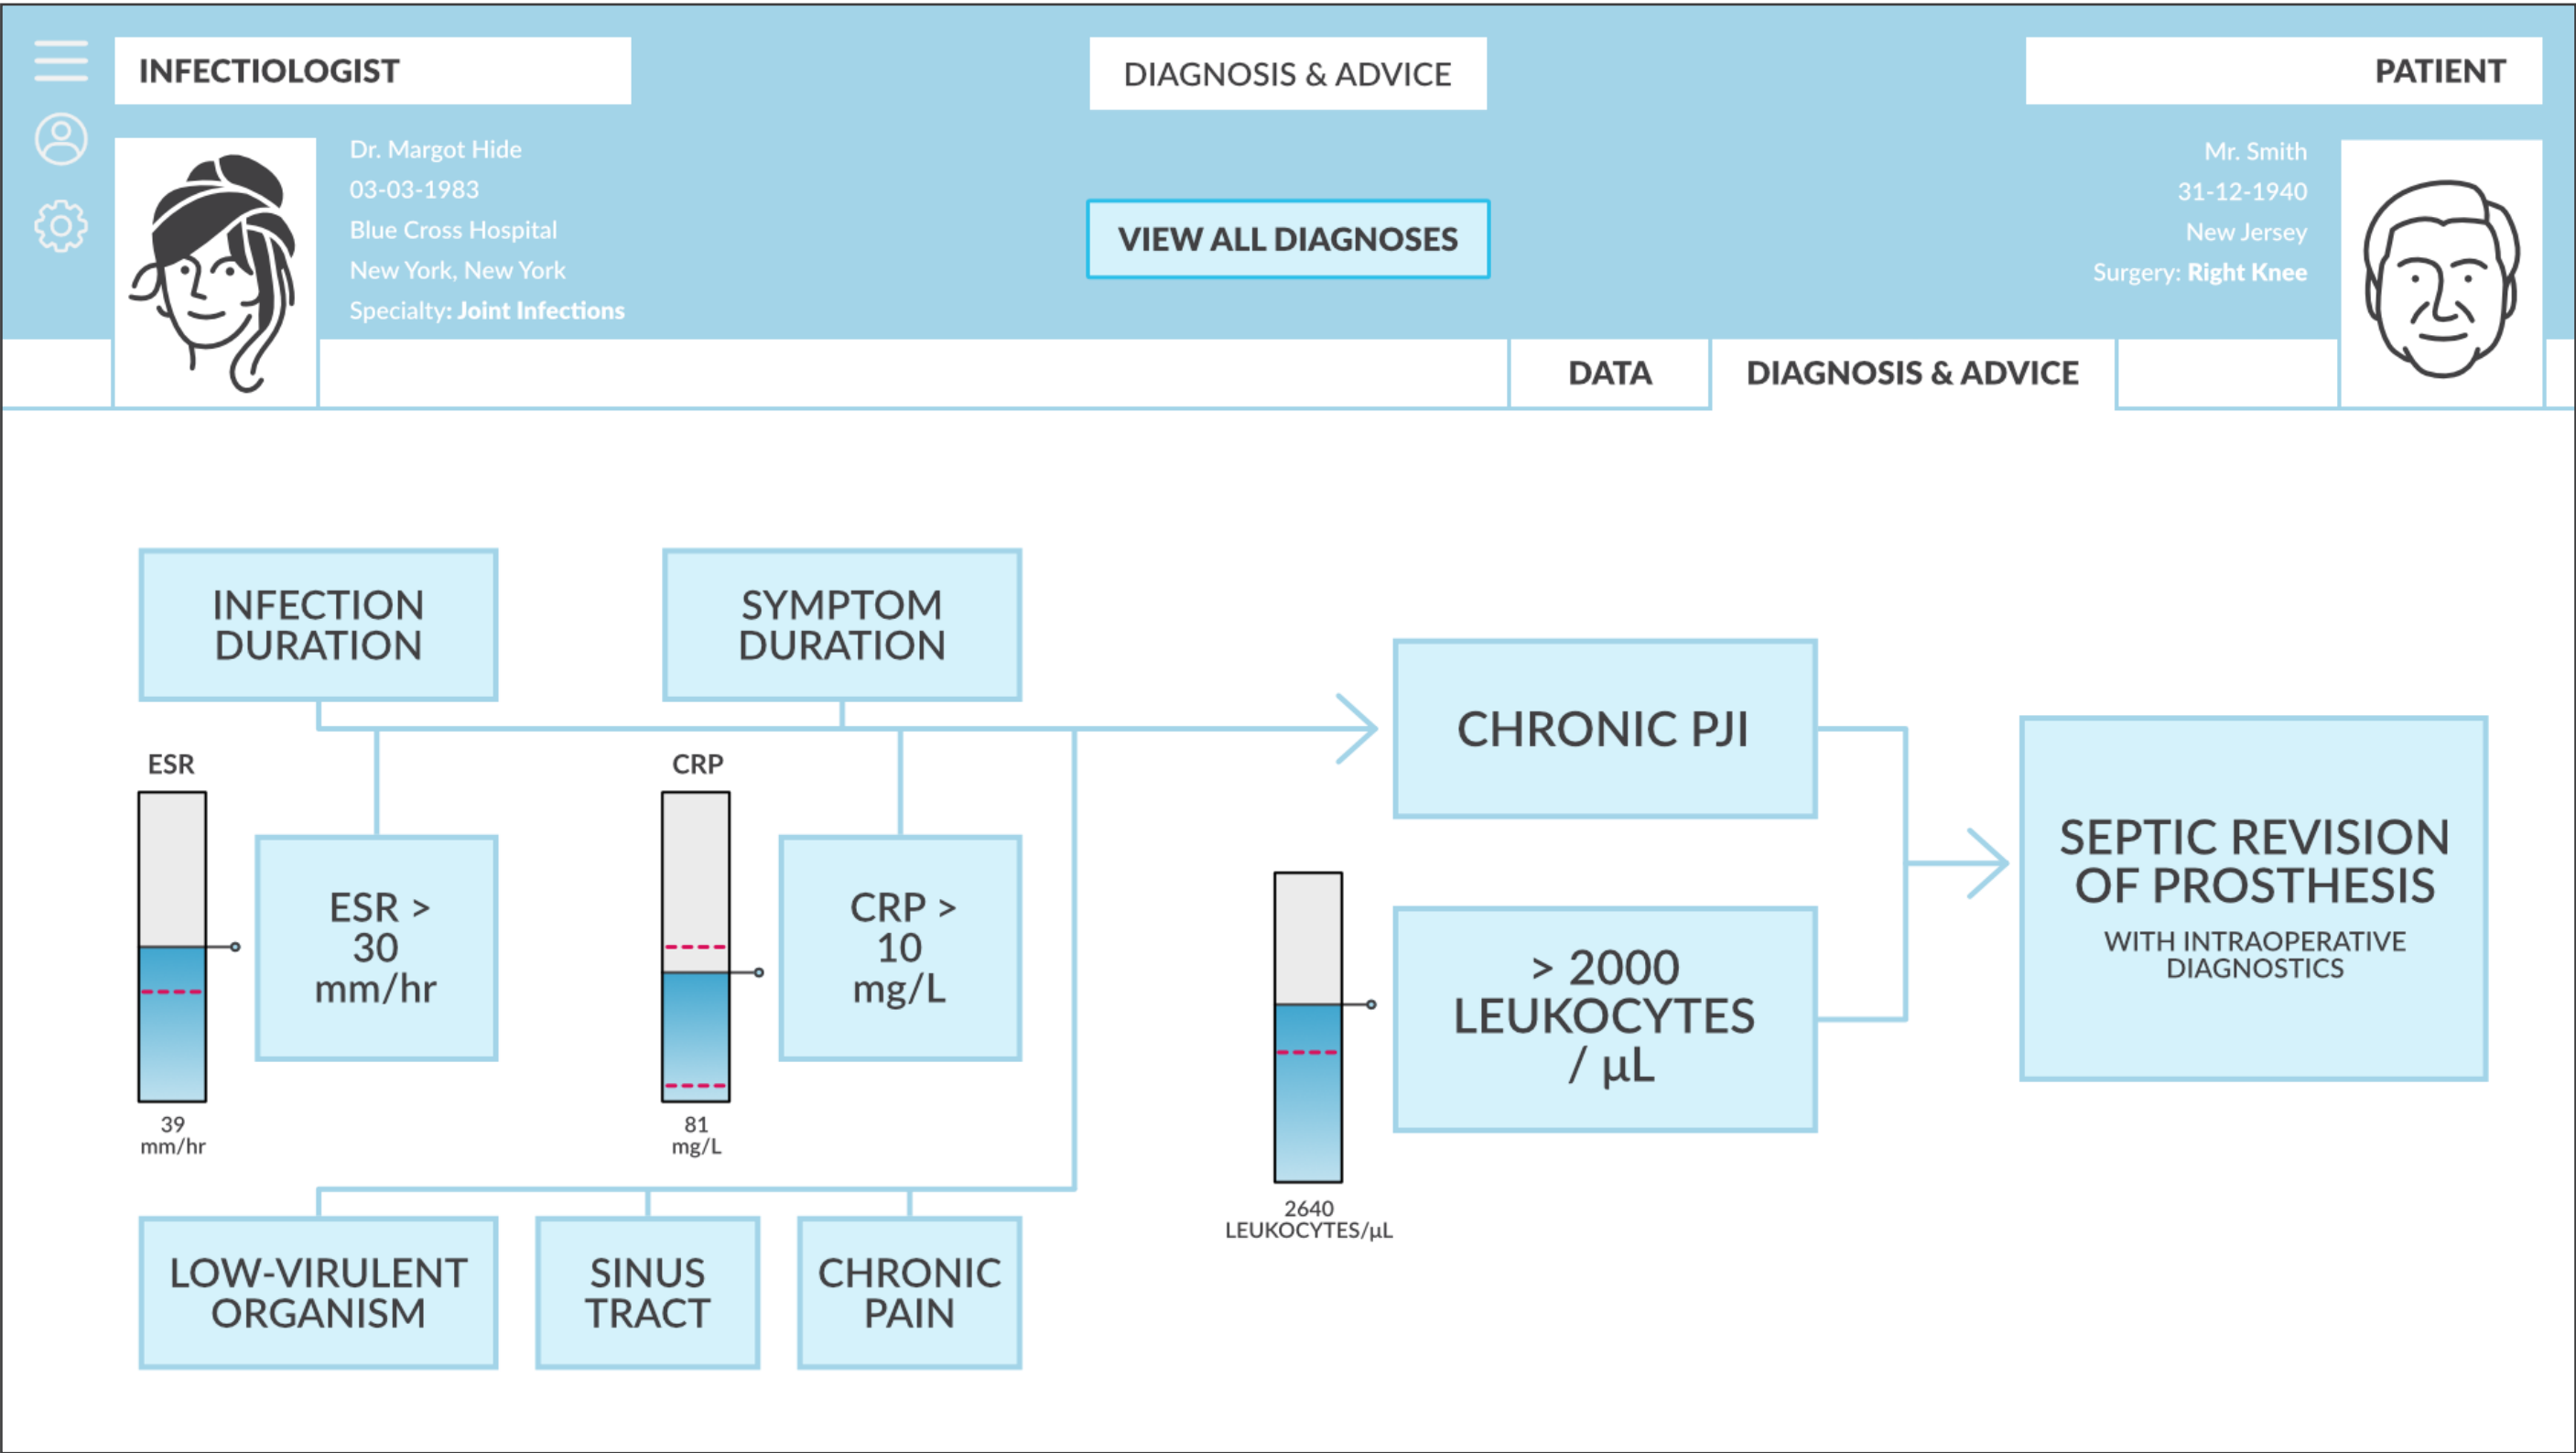 INFECTIOLOGIST
DIAGNOSIS & ADVICE
PATIENT
Dr. Margot Hide
03-03-1983
Blue Cross Hospital
New York, New York
Specialty: Joint Infections
VIEW ALL DIAGNOSES
Mr. Smith
31-12-1940
New Jersey
Surgery: Right Knee
DATA
DIAGNOSIS & ADVICE
INFECTION
DURATION
SYMPTOM
DURATION
ESR
ESR >
30
mm/hr
39
mm/hr
CRP
CRP >
10
mg/L
81
mg/L
LOW-VIRULENT
ORGANISM
SINUS
TRACT
CHRONIC
PAIN
CHRONIC PJI
> 2000
LEUKOCYTES
/ µL
2640
LEUKOCYTES/µL
SEPTIC REVISION
OF PROSTHESIS
WITH INTRAOPERATIVE
DIAGNOSTICS